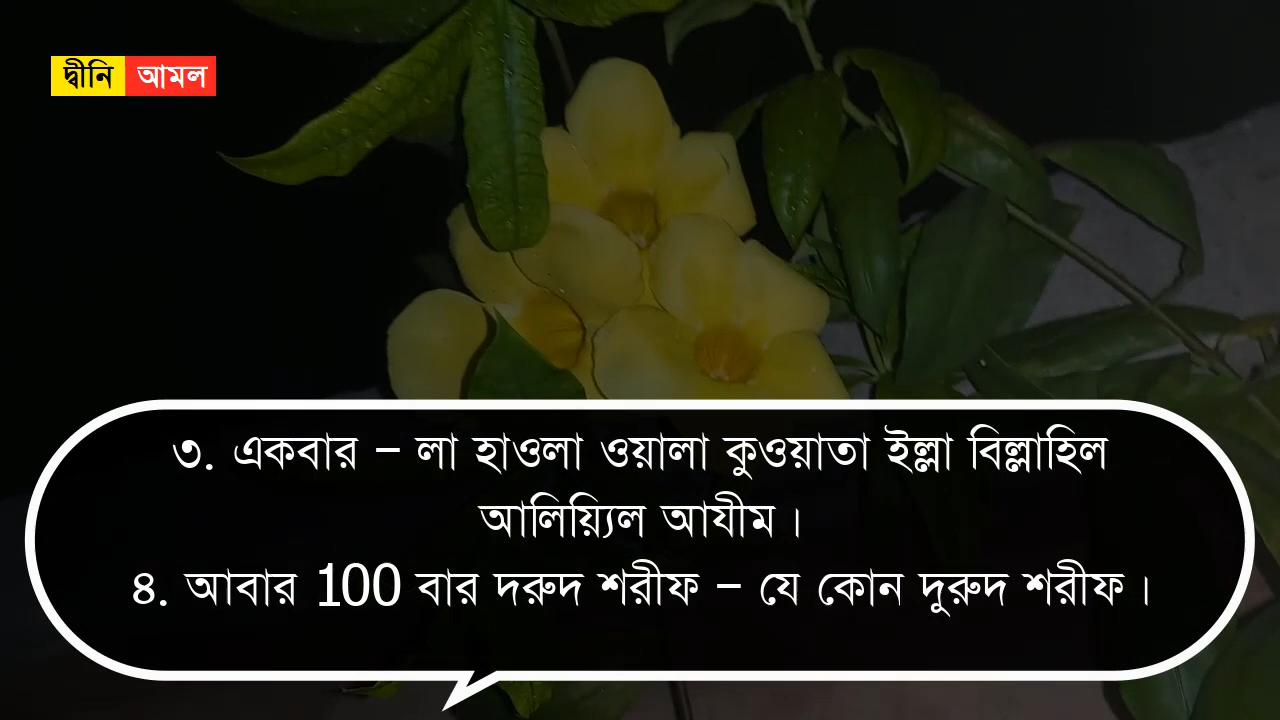 দ্বীনি আমল
৩. একবার – লা হাওলা ওয়ালা কুওয়াতা ইল্লা বিল্লাহিল
আলিয়্যিল আযীম।
৪. আবার 100 বার দরুদ শরীফ – যে কোন দুরুদ শরীফ।